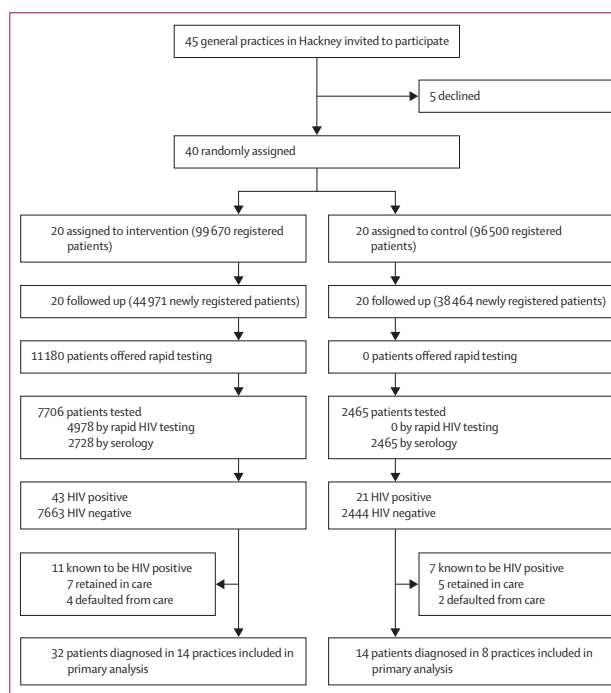 45 general practices in Hackney invited to participate
5 declined
40 randomly assigned
20 assigned to intervention (99 670 registered
patients)
20 assigned to control (96 500 registered
patients)
20 followed up (44 971 newly registered patients)
20 followed up (38 464 newly registered patients)
11 180 patients offered rapid testing
0 patients offered rapid testing
7706 patients tested
4978 by rapid HIV testing
2728 by serology
2465 patients tested
0 by rapid HIV testing
2465 by serology
43 HIV positive
7663 HIV negative
21 HIV positive
2444 HIV negative
11 known to be HIV positive
7 retained in care
4 defaulted from care
7 known to be HIV positive
5 retained in care
2 defaulted from care
32 patients diagnosed in 14 practices included in
primary analysis
14 patients diagnosed in 8 practices included in
primary analysis